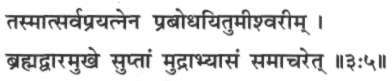 तस्मात्सर्वप्रयत्नेन प्रबोधयितुमीश्वरीम् ।
ब्रह्मद्वारमुखे सुप्तां मुद्राभ्यासं समाचरेत् ॥३:५॥